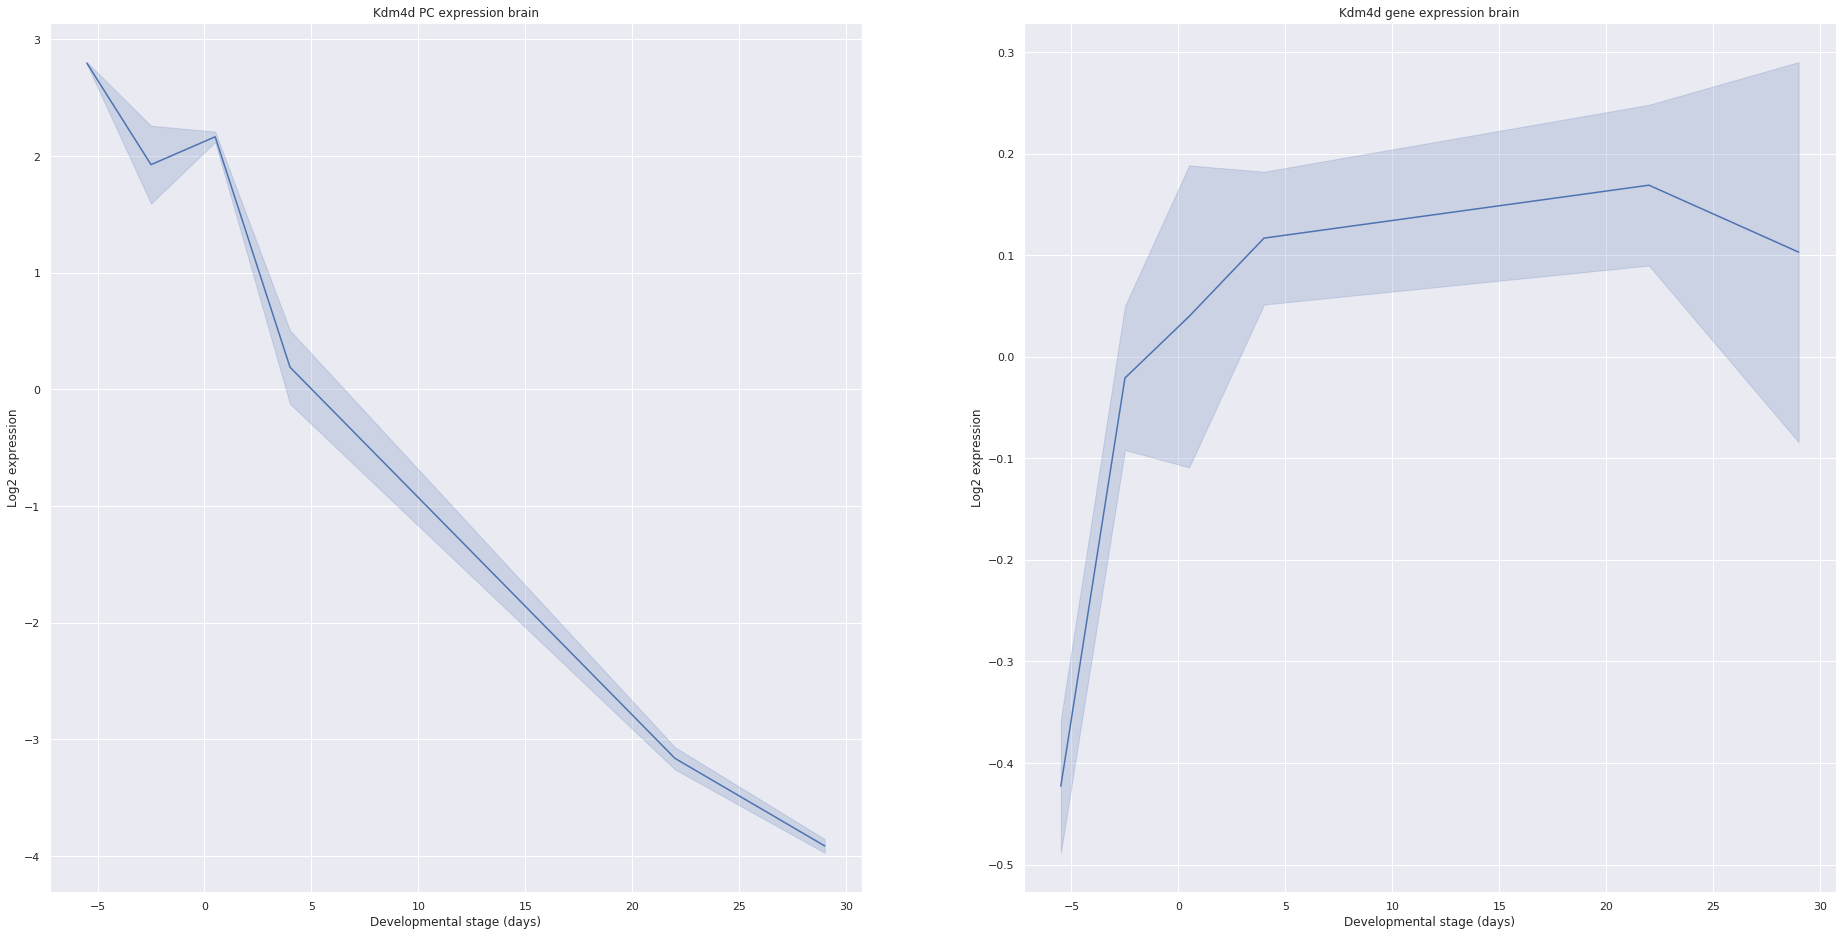 Kdm4d PC expression brain
3
2
1
0
−1
−2
−3
−4
Log2 expression
−5 0 5 10 15 20 25 30
Developmental stage (days)
Kdm4d gene expression brain
0.3
0.2
0.1
0.0
−0.1
−0.2
−0.3
−0.4
−0.5
Log2 expression
−5 0 5 10 15 20 25 30
Developmental stage (days)